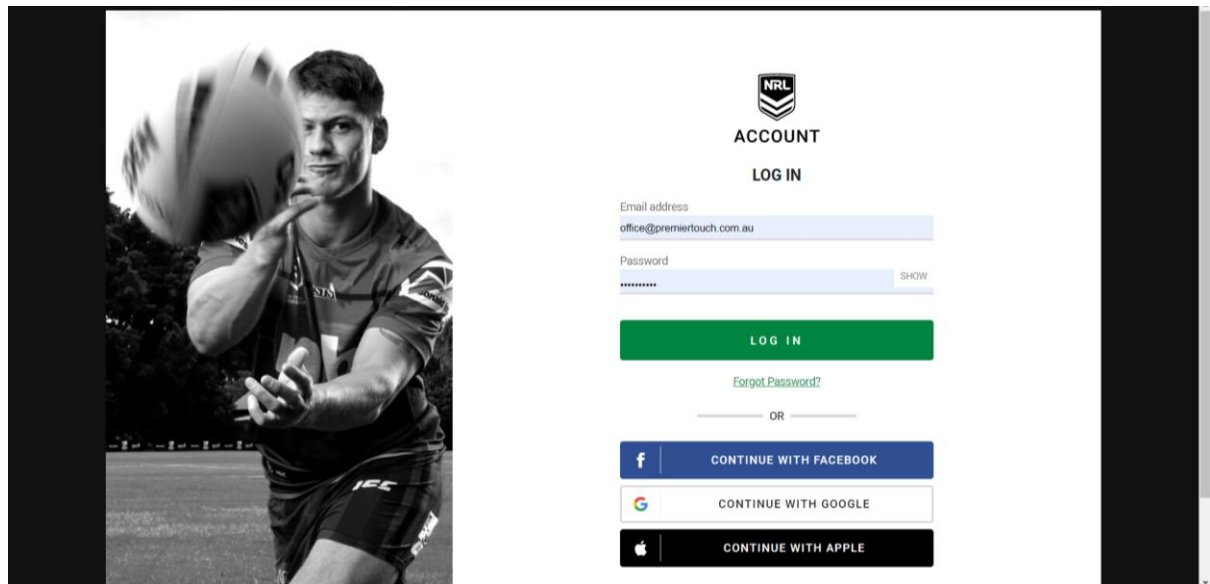 NRL
ACCOUNT
LOG IN
Email address
office@premiertouch.com.au
Password
••••••••••
SHOW
LOG IN
Forgot Password?
OR
f
CONTINUE WITH FACEBOOK
G
CONTINUE WITH GOOGLE
CONTINUE WITH APPLE
ISC